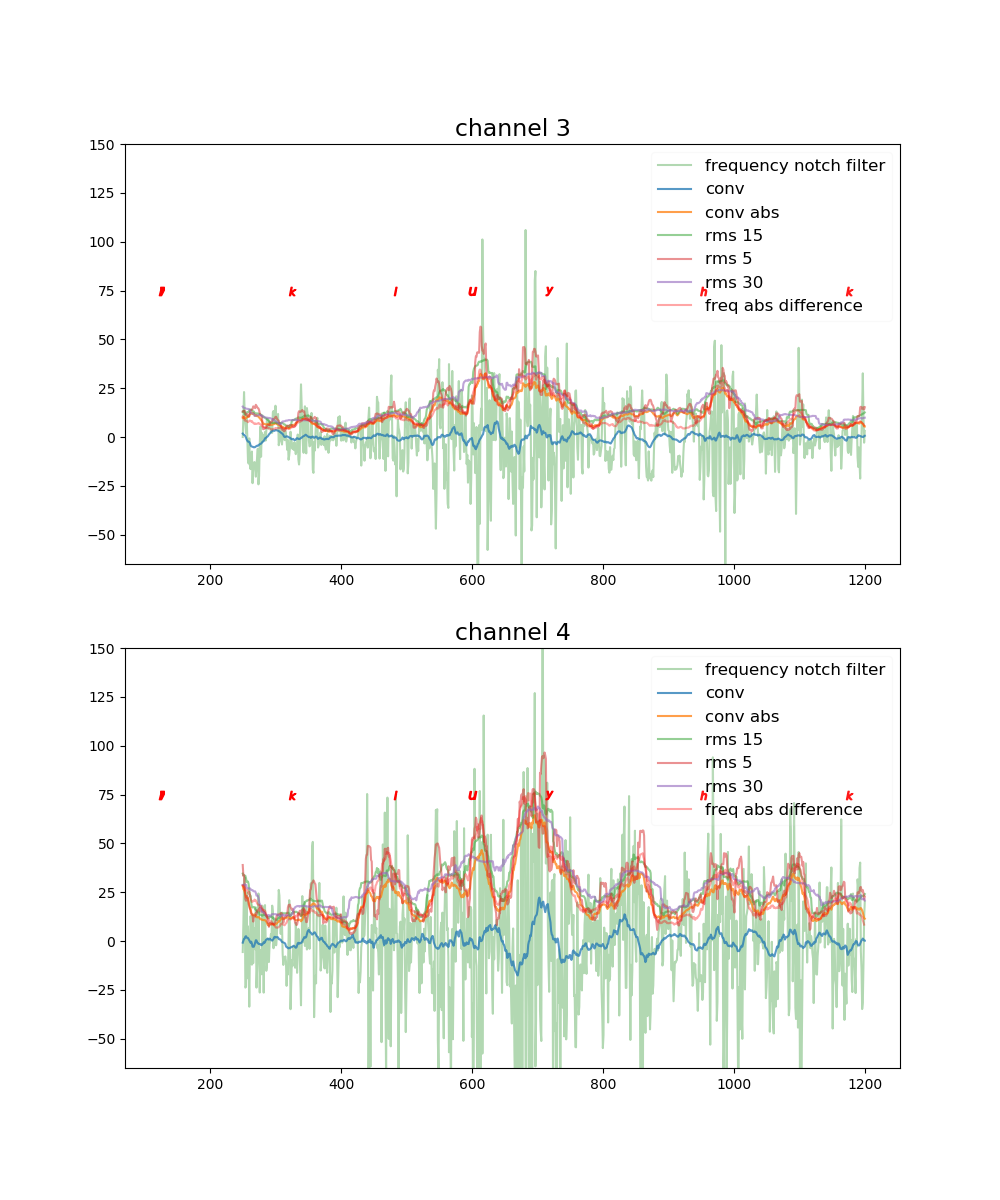 channel 3
150
125
100
75
50
25
0
−25
−50
frequency notch filter
conv
conv abs
rms 15
rms 5
rms 30
freq abs difference
k l u y h k
200 400 600 800 1000 1200
channel 4
150
125
100
75
50
25
0
−25
−50
frequency notch filter
conv
conv abs
rms 15
rms 5
rms 30
freq abs difference
k l u y h k
200 400 600 800 1000 1200